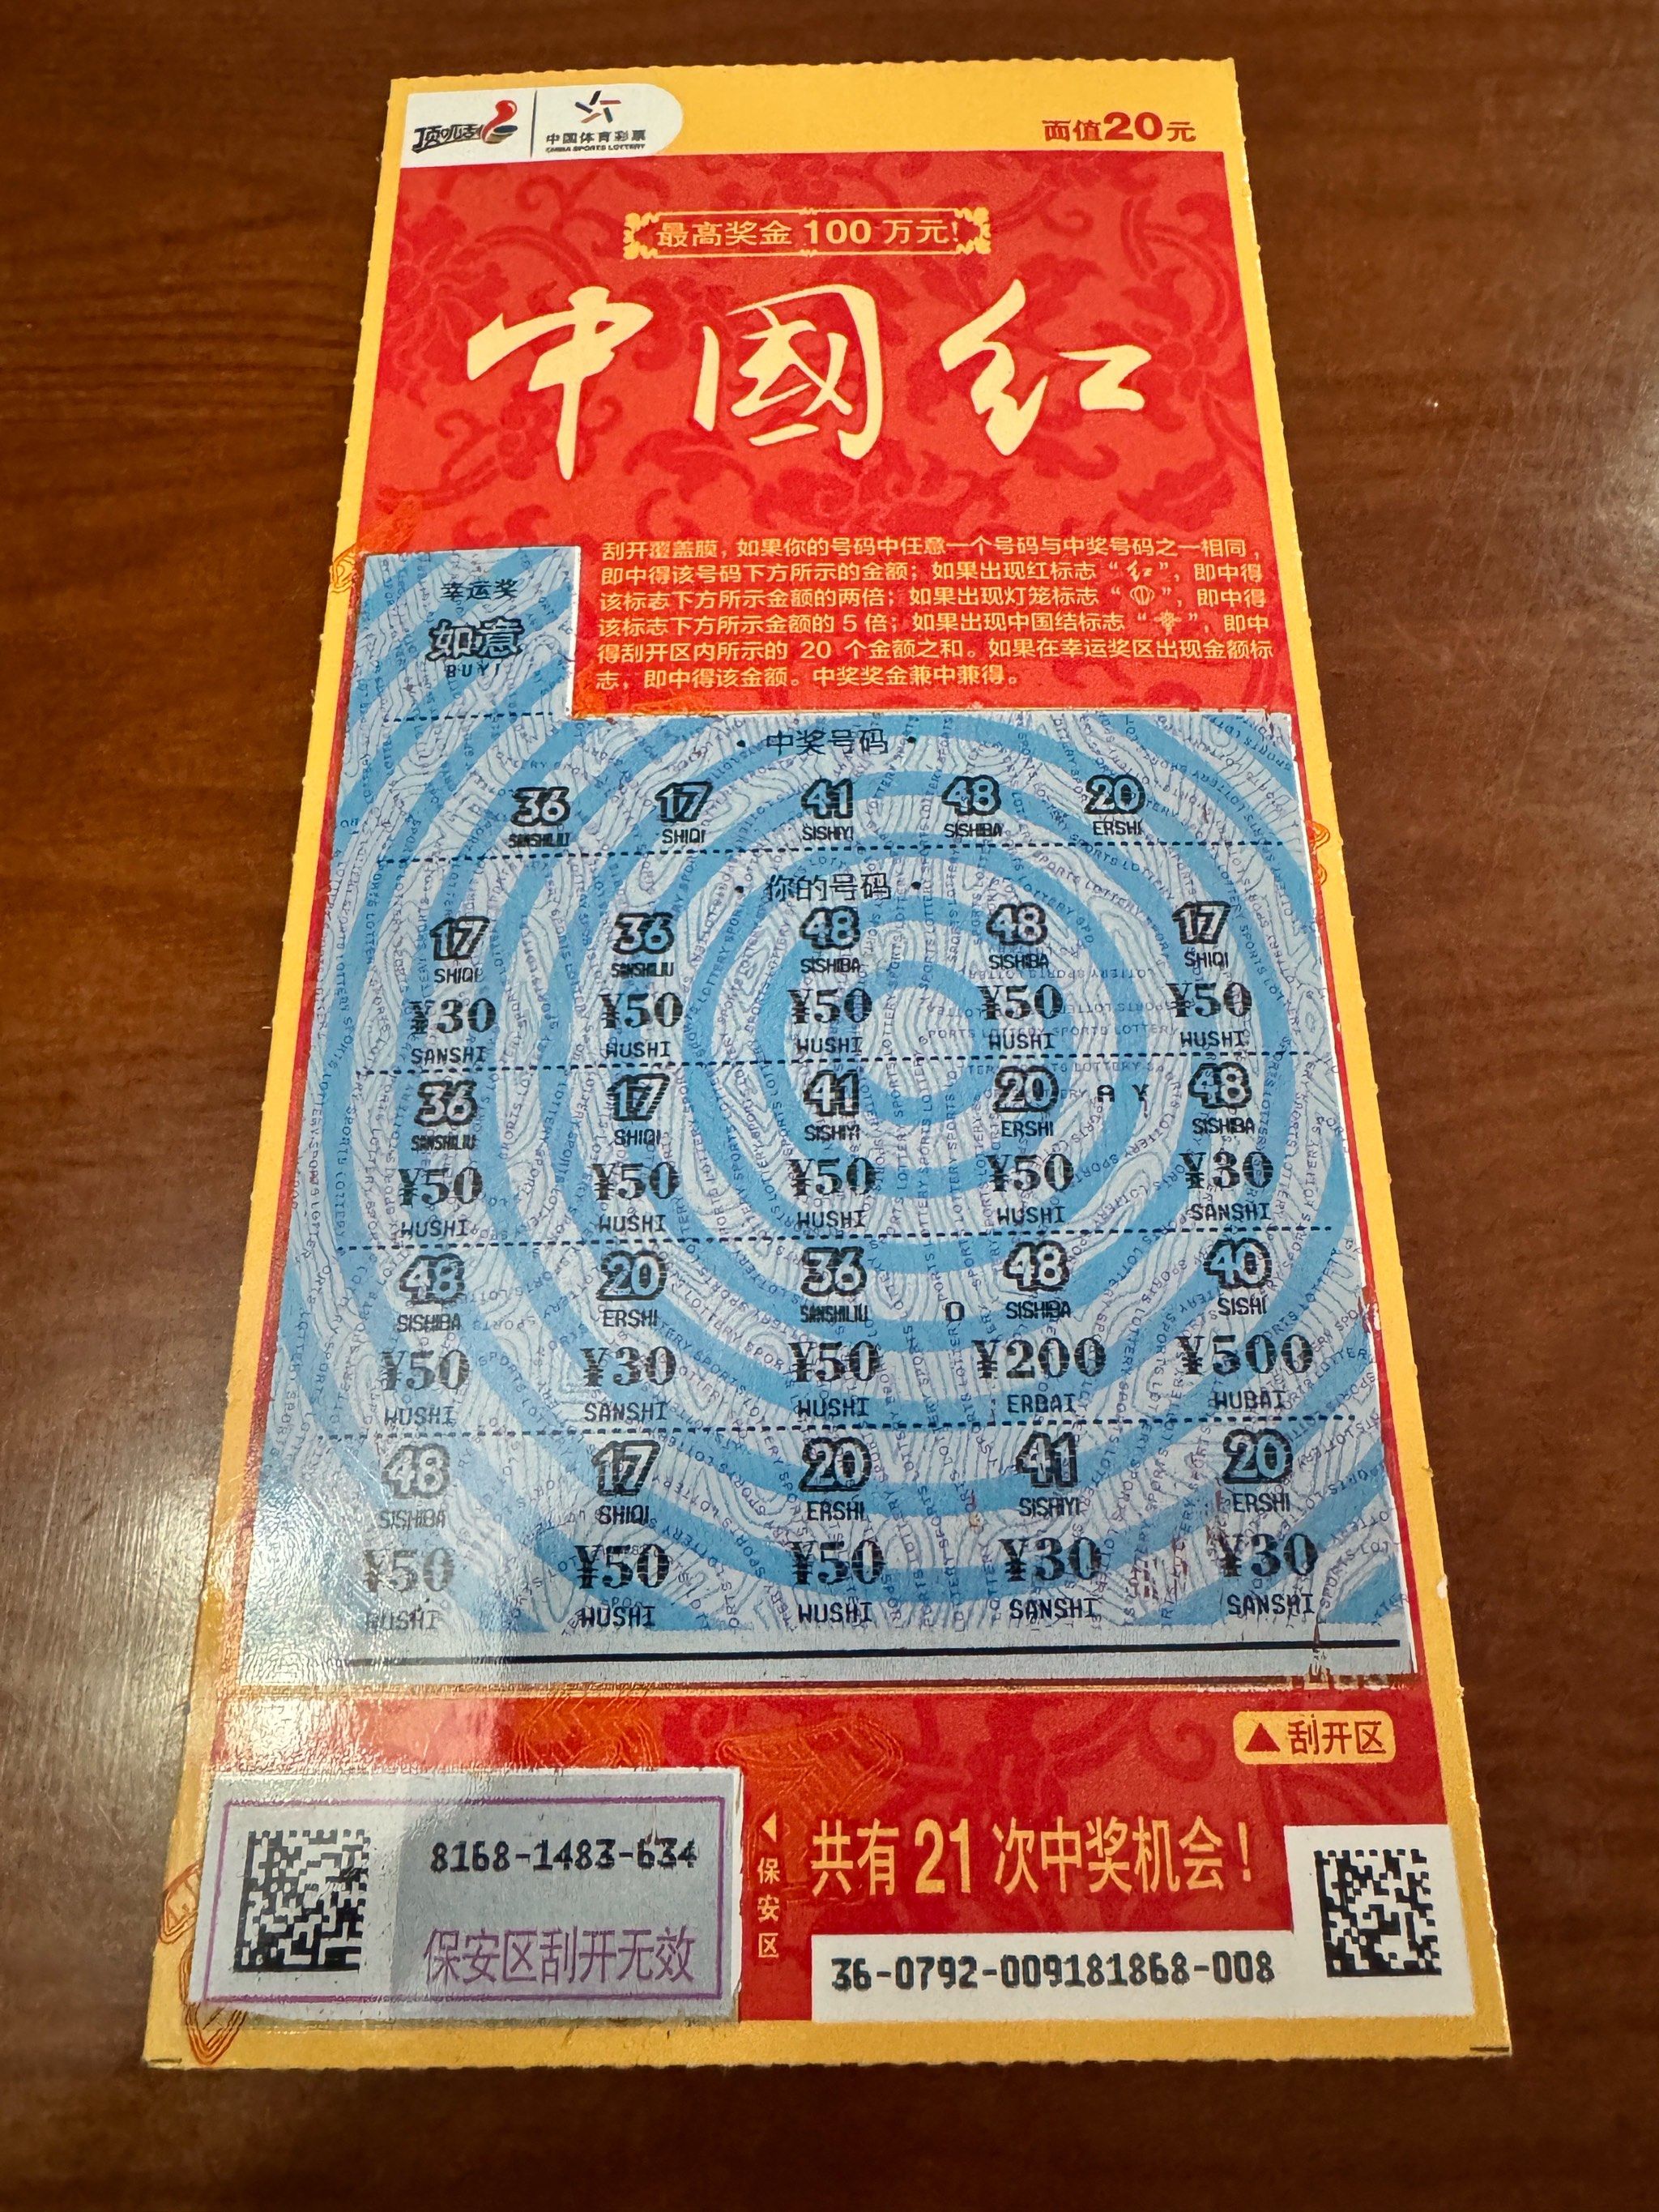 顶呱刮 中国体育彩票 面值20元
CHINA SPORTS LOTTERY
最高奖金 100 万元!
中國红
刮开覆盖膜，如果你的号码中任意一个号码与中奖号码之一相同，
即中得该号码下方所示的金额；如果出现红标志“红”，即中得
该标志下方所示金额的两倍；如果出现灯笼标志“”，即中得
该标志下方所示金额的 5 倍；如果出现中国结标志“”，即中
得刮开区内所示的 20 个金额之和。如果在幸运奖区出现金额标
志，即中得该金额。中奖奖金兼中兼得。
幸运奖
如意
RUYI
·中奖号码·
36 17 41 48 20
SANSHILIU SHIQI SISHIYI SISHIBA ERSHI
·你的号码·
17 36 48 48 17
SHIQI SANSHILIU SISHIBA SISHIBA SHIQI
¥30 ¥50 ¥50 ¥50 ¥50
SANSHI WUSHI WUSHI WUSHI WUSHI
36 17 41 20 A Y 48
SANSHILIU SHIQI SISHIYI ERSHI SISHIBA
¥50 ¥50 ¥50 ¥50 ¥30
WUSHI WUSHI WUSHI WUSHI SANSHI
48 20 36 48 40
SISHIBA ERSHI SANSHILIU O SISHIBA SISHI
¥50 ¥30 ¥50 ¥200 ¥500
WUSHI SANSHI WUSHI ERBAI WUBAI
48 17 20 41 20
SISHIBA SHIQI ERSHI SISHIYI ERSHI
¥50 ¥50 ¥50 ¥30 ¥30
WUSHI WUSHI WUSHI SANSHI SANSHI
▲刮开区
8168-1483-634
保安区刮开无效
保安区
共有 21 次中奖机会！
36-0792-009181868-008